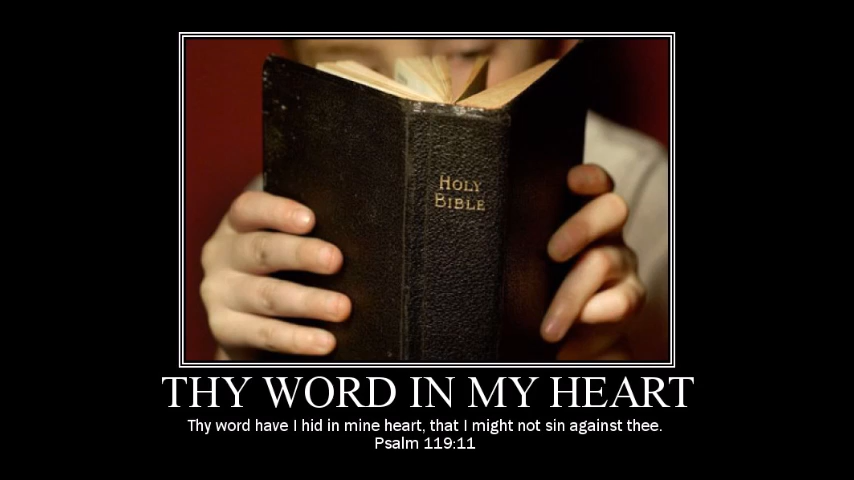 HOLY
BIBLE
THY WORD IN MY HEART
Thy word have I hid in mine heart, that I might not sin against thee.
Psalm 119:11